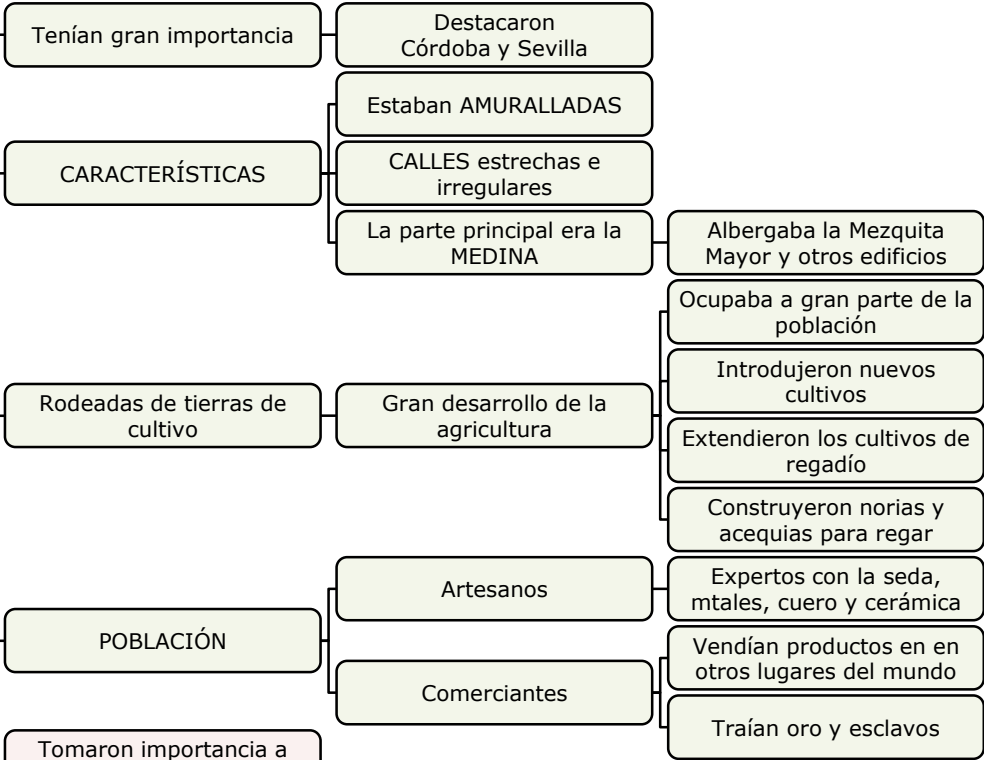 Tenían gran importancia
Destacaron
Córdoba y Sevilla
CARACTERÍSTICAS
Estaban AMURALLADAS
CALLES estrechas e
irregulares
La parte principal era la
MEDINA
Albergaba la Mezquita
Mayor y otros edificios
Rodeadas de tierras de
cultivo
Gran desarrollo de la
agricultura
Ocupaba a gran parte de la
población
Introdujeron nuevos
cultivos
Extendieron los cultivos de
regadío
Construyeron norias y
acequias para regar
POBLACIÓN
Artesanos
Expertos con la seda,
mtales, cuero y cerámica
Comerciantes
Vendían productos en en
otros lugares del mundo
Traían oro y esclavos
Tomaron importancia a